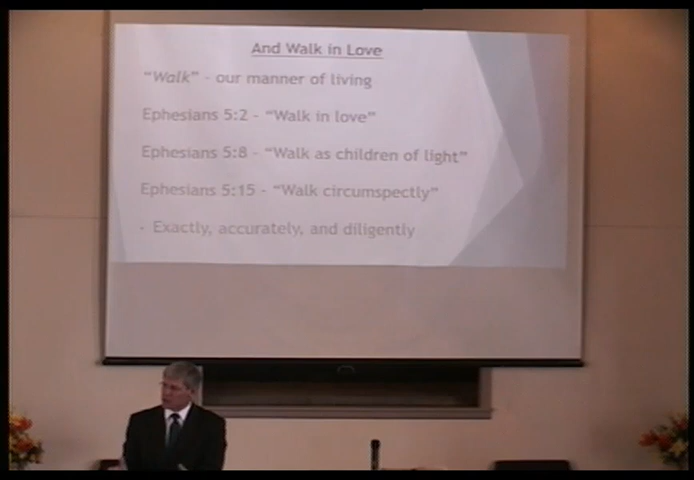 And Walk in Love
"Walk" - our manner of living
Ephesians 5:2 - "Walk in love"
Ephesians 5:8 - "Walk as children of light"
Ephesians 5:15 - "Walk circumspectly"
- Exactly, accurately, and diligently